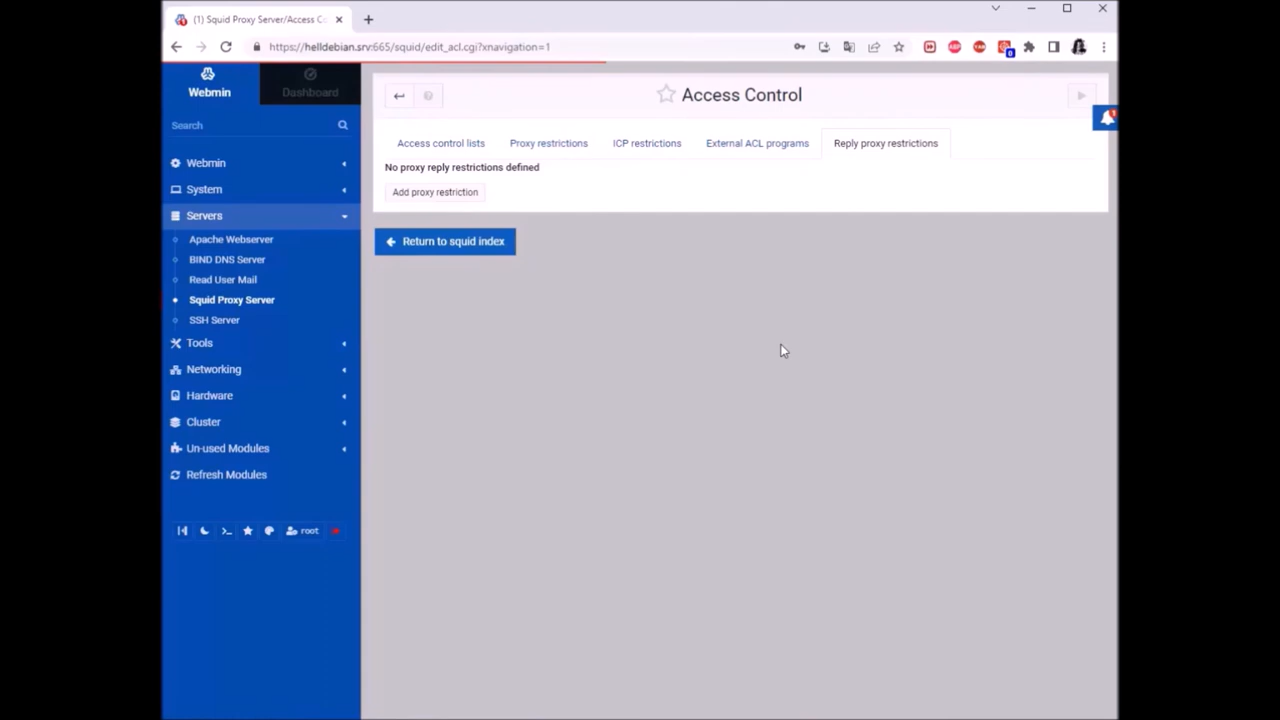 (1) Squid Proxy Server/Access C
https://helldebian.srv:665/squid/edit_acl.cgi?xnavigation=1
ABP
0
Webmin
Dashboard
Search
Webmin
System
Servers
Apache Webserver
BIND DNS Server
Read User Mail
Squid Proxy Server
SSH Server
Tools
Networking
Hardware
Cluster
Un-used Modules
Refresh Modules
root
Access Control
1
Access control lists
Proxy restrictions
ICP restrictions
External ACL programs
Reply proxy restrictions
No proxy reply restrictions defined
Add proxy restriction
Return to squid index